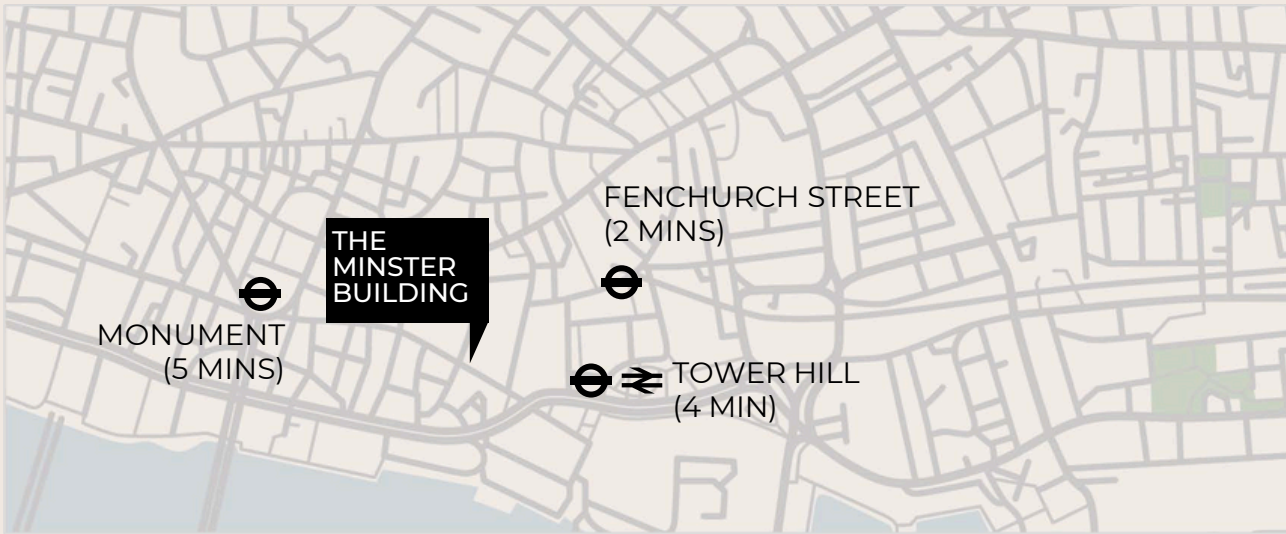 FENCHURCH STREET
(2 MINS)
THE
MINSTER
BUILDING
MONUMENT
(5 MINS)
TOWER HILL
(4 MIN)